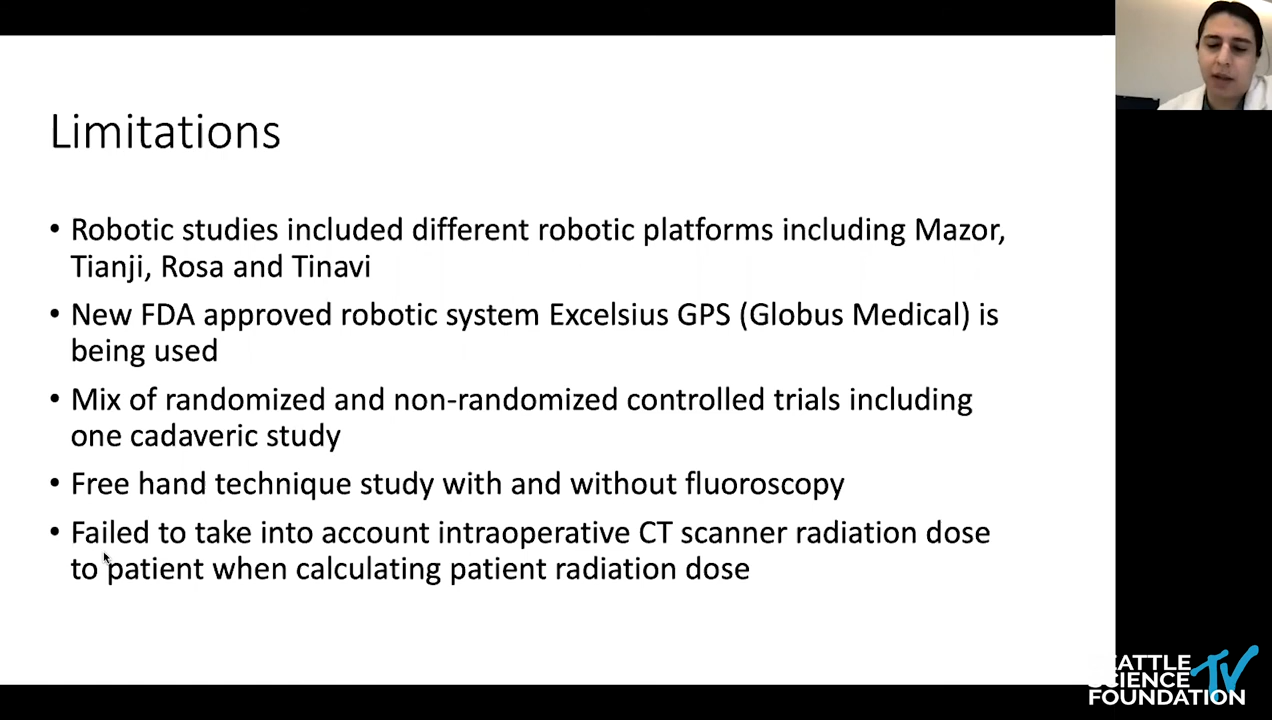 Limitations
• Robotic studies included different robotic platforms including Mazor,
Tianji, Rosa and Tinavi
• New FDA approved robotic system Excelsius GPS (Globus Medical) is
being used
• Mix of randomized and non-randomized controlled trials including
one cadaveric study
• Free hand technique study with and without fluoroscopy
• Failed to take into account intraoperative CT scanner radiation dose
to patient when calculating patient radiation dose
SEATTLE
SCIENCE
FOUNDATION
TV